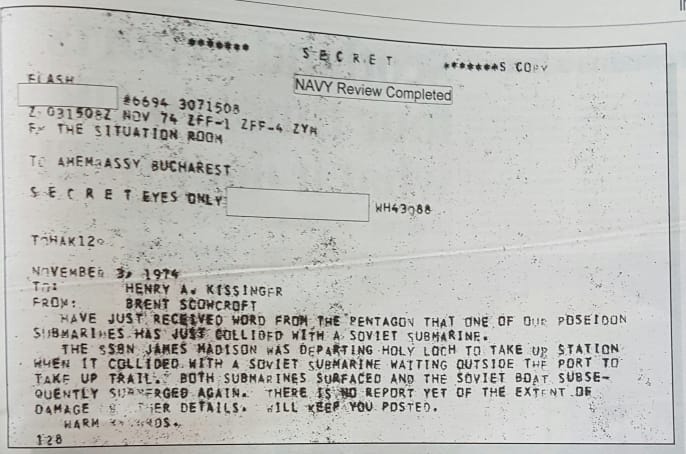 ******* SECRET *******S COPY
FLASH
NAVY Review Completed
#6694 3071508
Z 031508Z NOV 74 ZFF-1 ZFF-4 ZYH
FM THE SITUATION ROOM
TO AMEMBASSY BUCHAREST
S E C R E T EYES ONLY WH43088
TOHAK120
NOVEMBER 3, 1974
TO: HENRY A. KISSINGER
FROM: BRENT SCOWCROFT
HAVE JUST RECEIVED WORD FROM THE PENTAGON THAT ONE OF OUR POSEIDON
SUBMARINES HAS JUST COLLIDED WITH A SOVIET SUBMARINE.
THE SSBN JAMES MADISON WAS DEPARTING HOLY LOCH TO TAKE UP STATION
WHEN IT COLLIDED WITH A SOVIET SUBMARINE WAITING OUTSIDE THE PORT TO
TAKE UP TRAIL. BOTH SUBMARINES SURFACED AND THE SOVIET BOAT SUBSE-
QUENTLY SUBMERGED AGAIN. THERE IS NO REPORT YET OF THE EXTENT OF
DAMAGE DETAILS. WILL KEEP YOU POSTED.
WARM
128